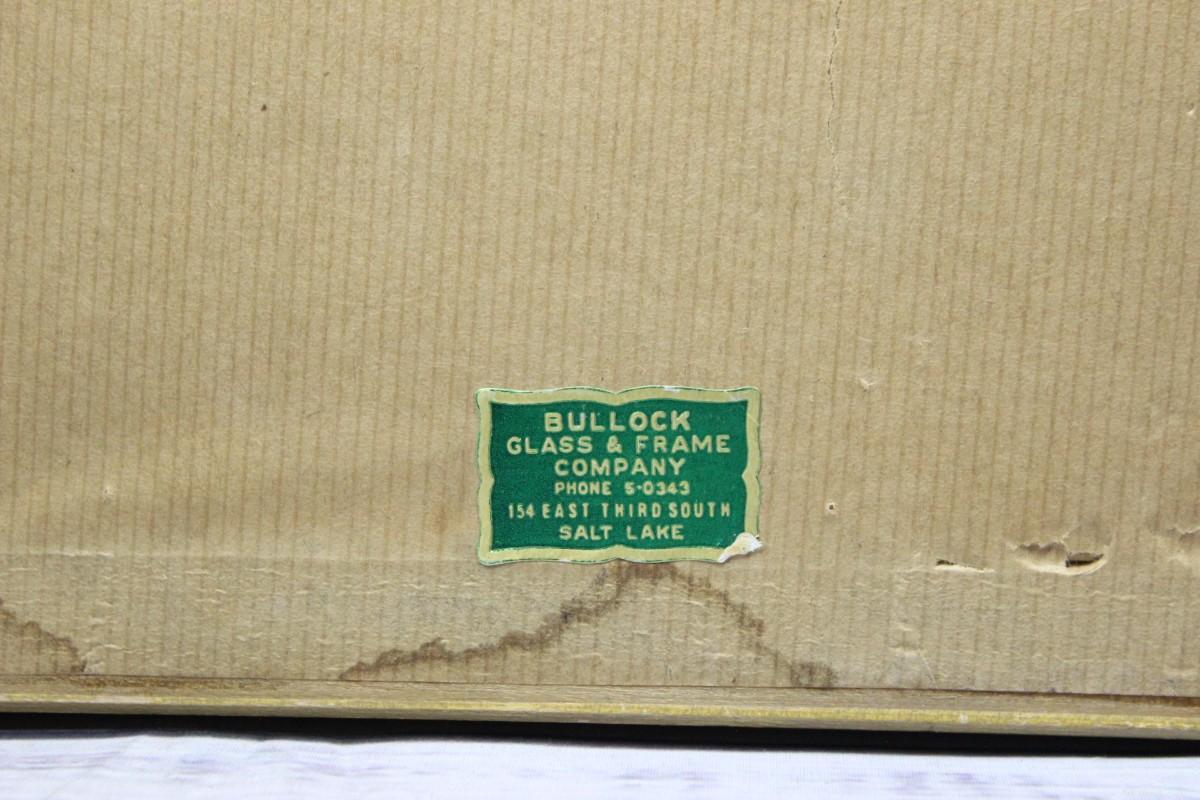 BULLOCK
GLASS & FRAME
COMPANY
PHONE 5-0343
154 EAST THIRD SOUTH
SALT LAKE